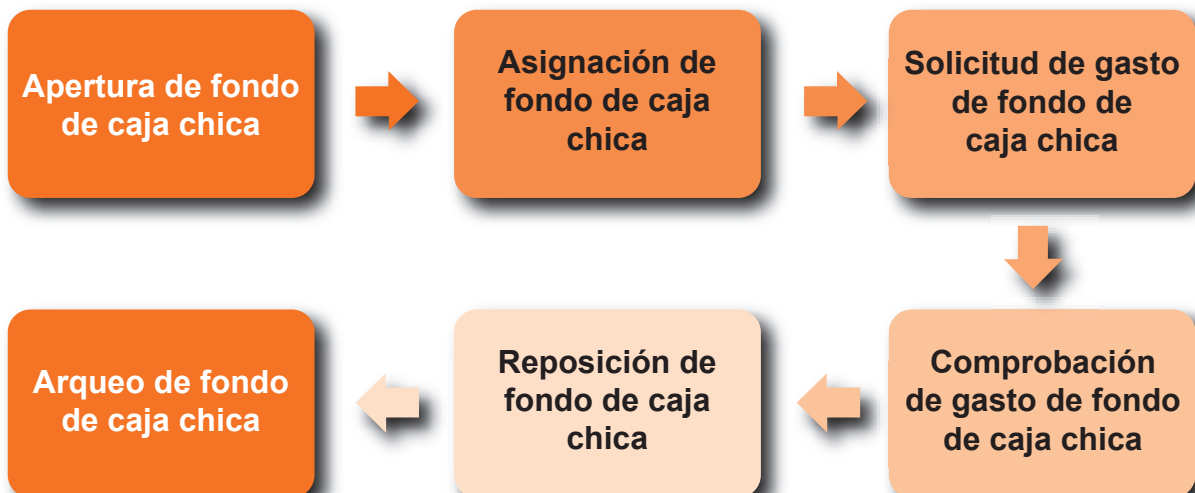 Apertura de fondo
de caja chica
Asignación de
fondo de caja
chica
Solicitud de gasto
de fondo de
caja chica
Comprobación
de gasto de fondo
de caja chica
Reposición de
fondo de caja
chica
Arqueo de fondo
de caja chica